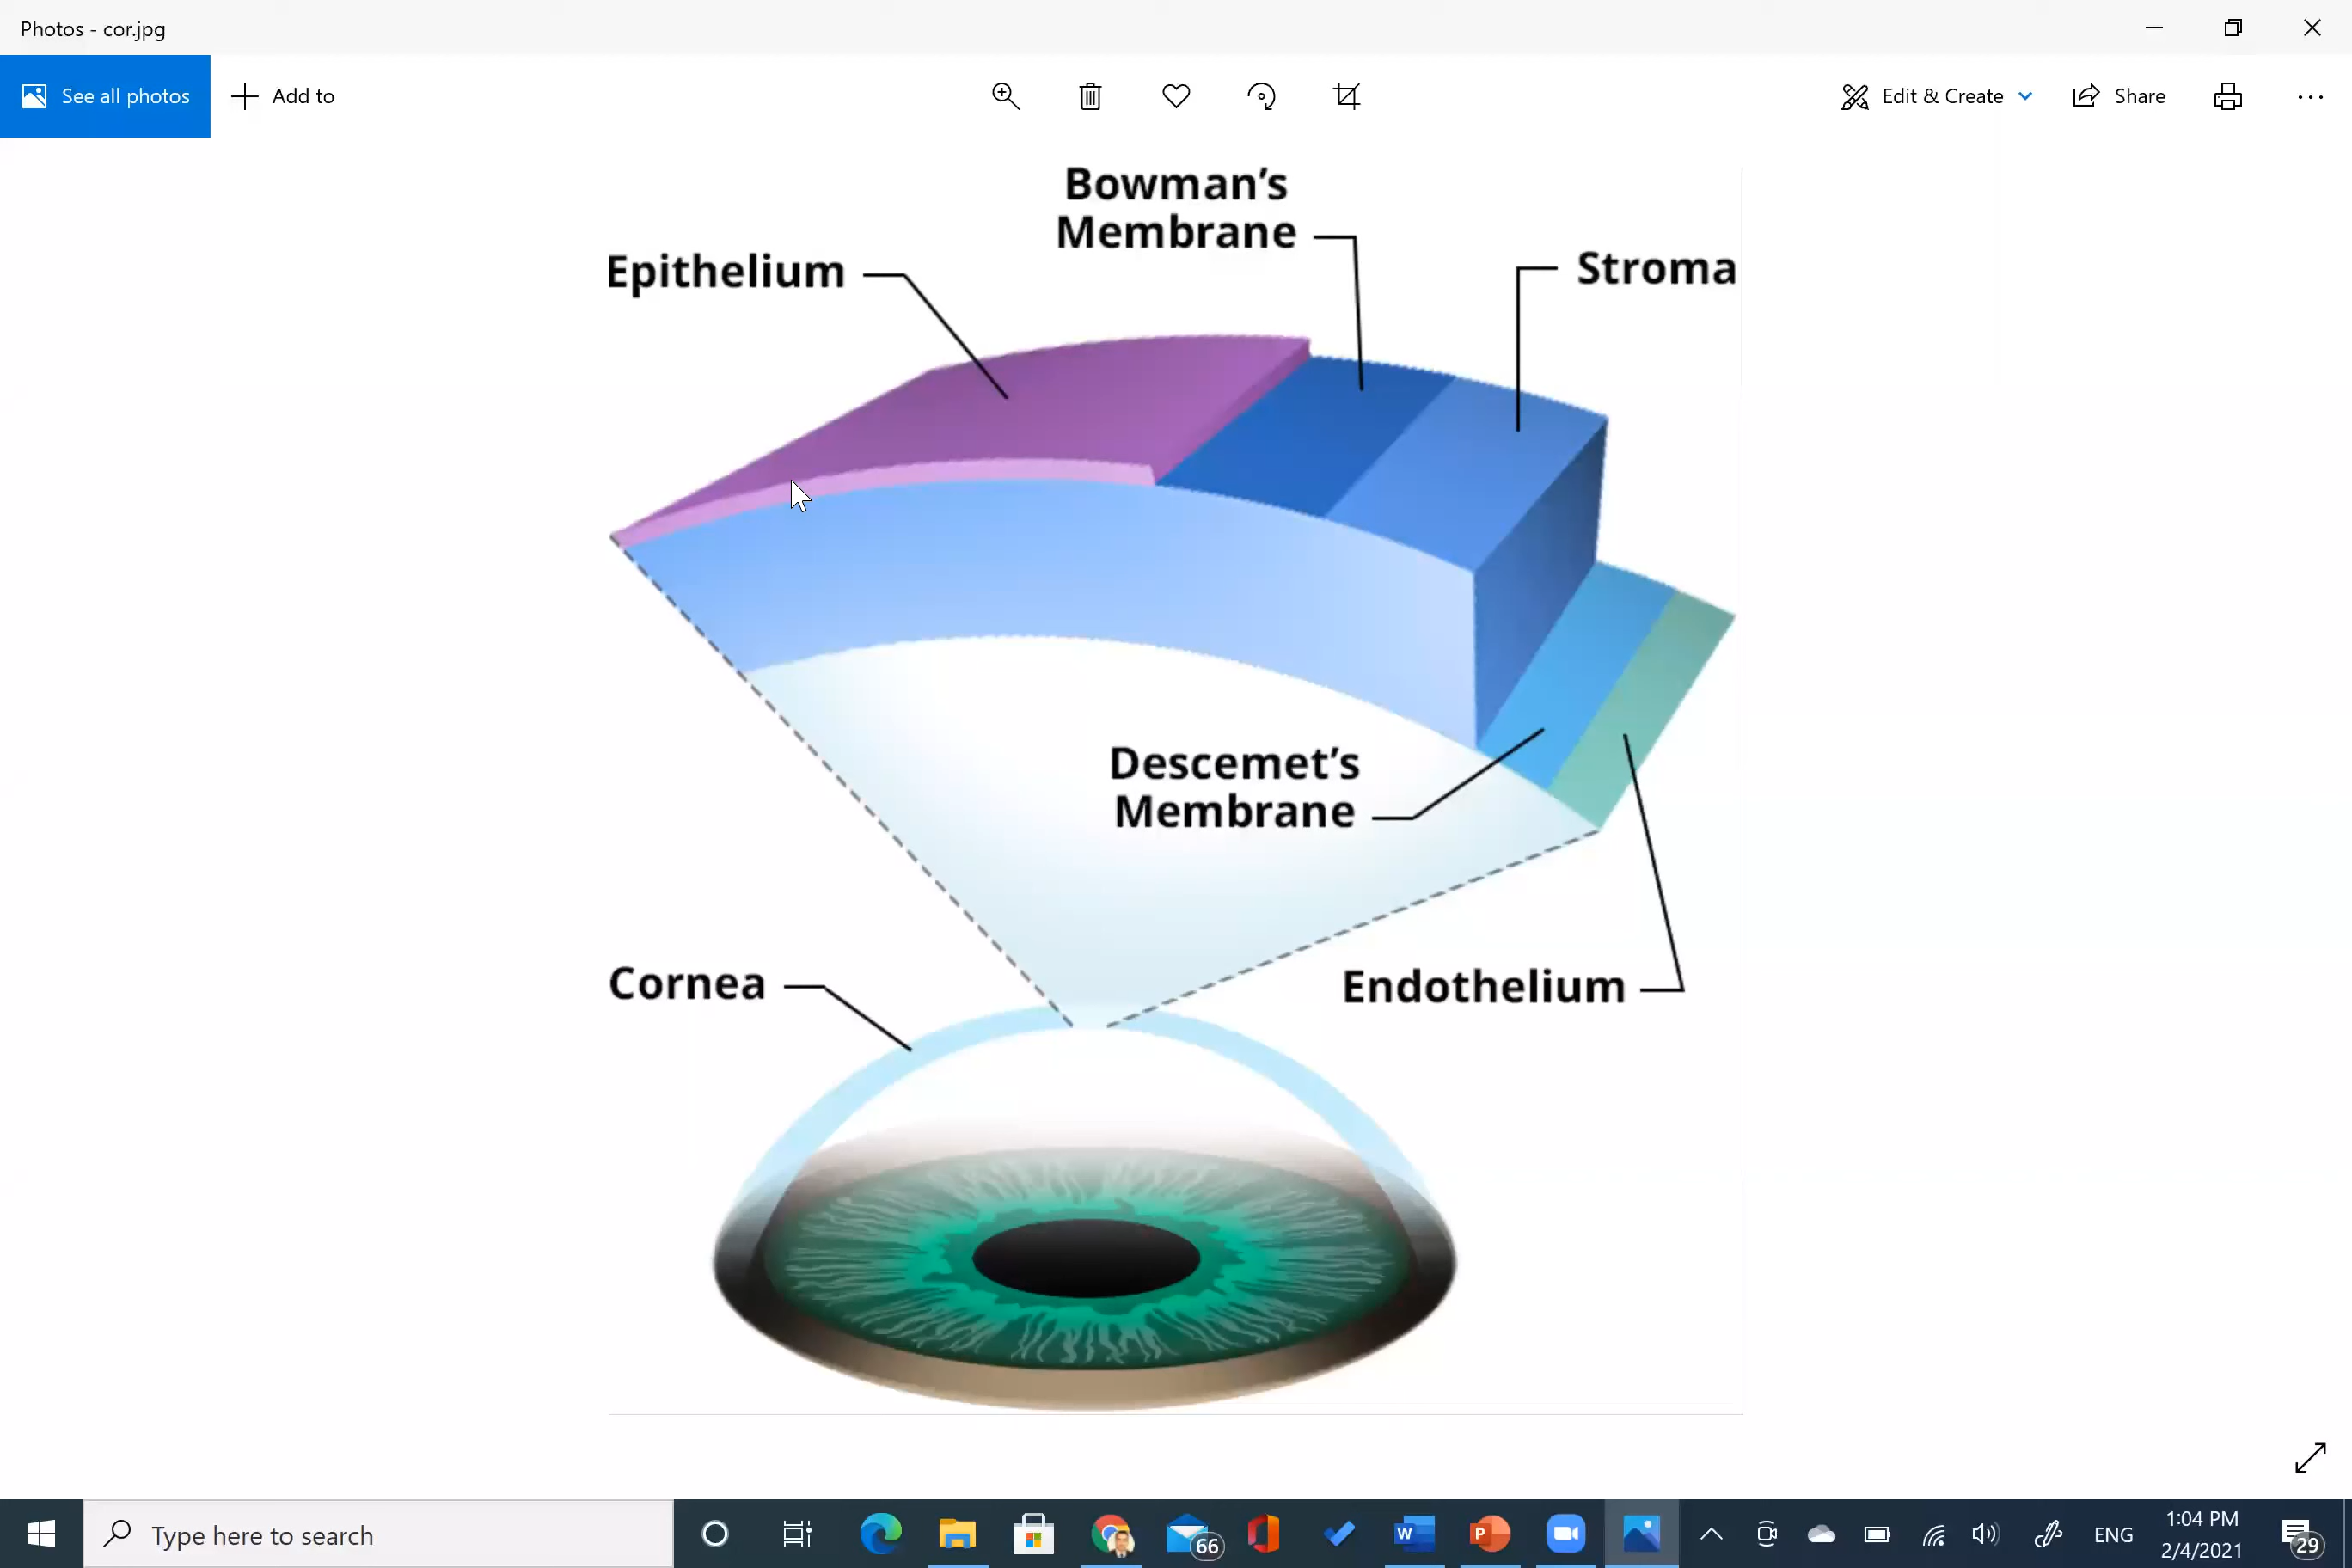 Photos - cor.jpg
See all photos
Add to
Edit & Create
Share
Bowman's
Membrane
Epithelium
Stroma
Descemet's
Membrane
Cornea
Endothelium
Type here to search
66
W
P
ENG
1:04 PM
2/4/2021
29